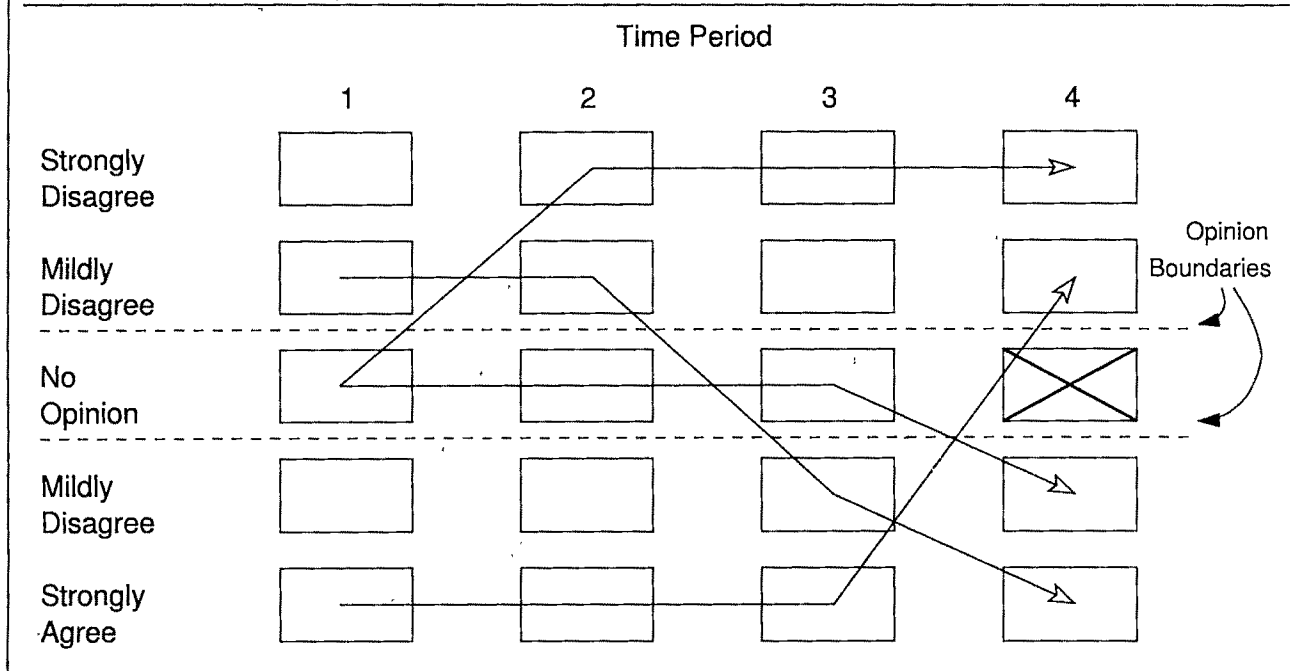 Time Period
1 2 3 4
Strongly
Disagree
Mildly
Disagree
Opinion
Boundaries
No
Opinion
Mildly
Disagree
Strongly
Agree